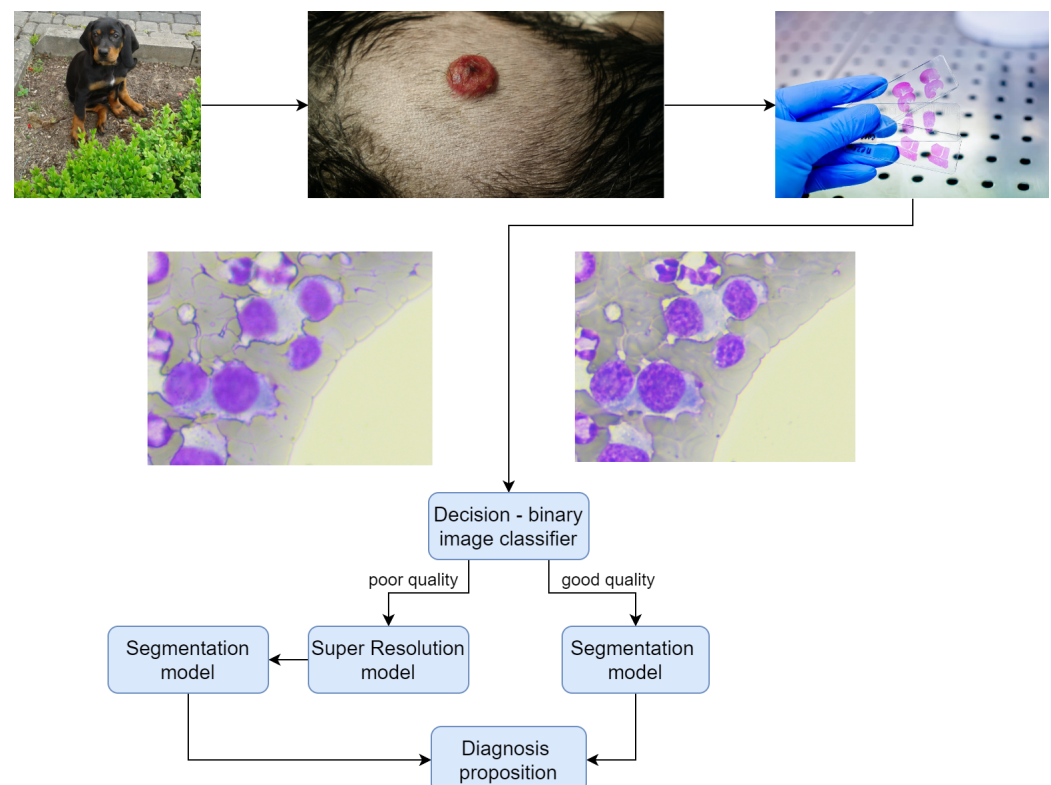 Decision - binary
image classifier
poor quality
good quality
Segmentation
model
Super Resolution
model
Segmentation
model
Diagnosis
proposition